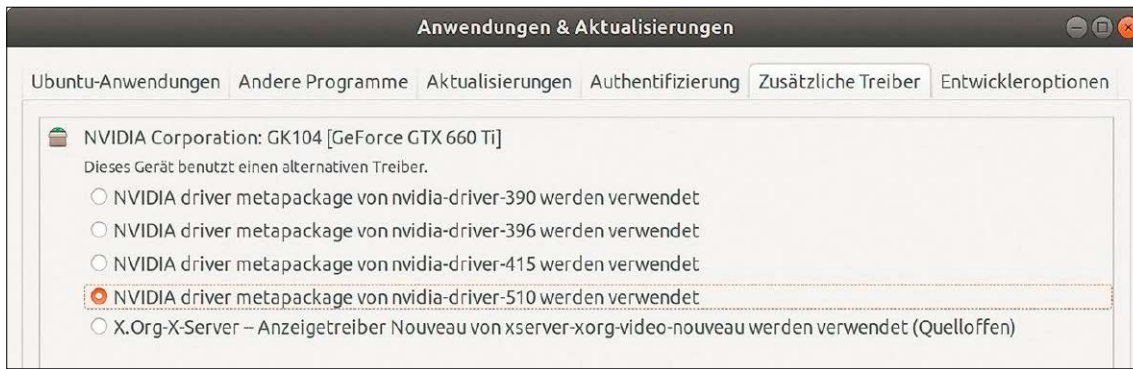 Anwendungen & Aktualisierungen
Ubuntu-Anwendungen Andere Programme Aktualisierungen Authentifizierung Zusätzliche Treiber Entwickleroptionen
NVIDIA Corporation: GK104 [GeForce GTX 660 Ti]
Dieses Gerät benutzt einen alternativen Treiber.
NVIDIA driver metapackage von nvidia-driver-390 werden verwendet
NVIDIA driver metapackage von nvidia-driver-396 werden verwendet
NVIDIA driver metapackage von nvidia-driver-415 werden verwendet
NVIDIA driver metapackage von nvidia-driver-510 werden verwendet
X.Org-X-Server – Anzeigetreiber Nouveau von xserver-xorg-video-nouveau werden verwendet (Quelloffen)